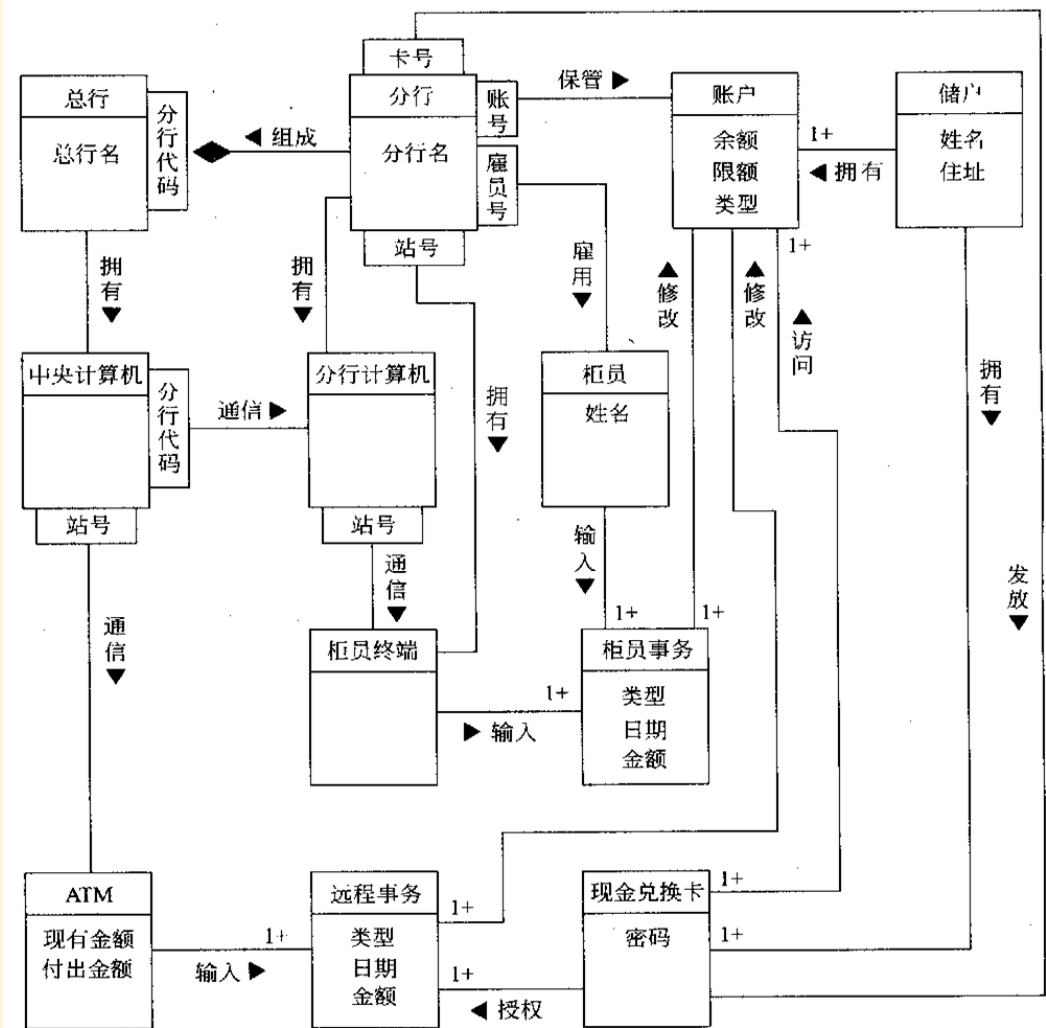 卡号
总行
分行代码
总行名
◀ 组成
分行
分行名
账号
雇员号
站号
保管 ▶
账户
余额
限额
类型
1+
◀ 拥有
储户
姓名
住址
拥有
▼
拥有
▼
雇用
▼
▲
修改
▲
修改
1+
▲
访问
中央计算机
分行代码
站号
通信 ▶
分行计算机
站号
拥有
▼
柜员
姓名
拥有
▼
通信
▼
输入
▼
发放
▼
通信
▼
柜员终端
1+
▶ 输入
1+
1+
柜员事务
类型
日期
金额
ATM
现有金额
付出金额
1+
输入 ▶
远程事务
类型
日期
金额
1+
1+
◀ 授权
现金兑换卡
密码
1+
1+